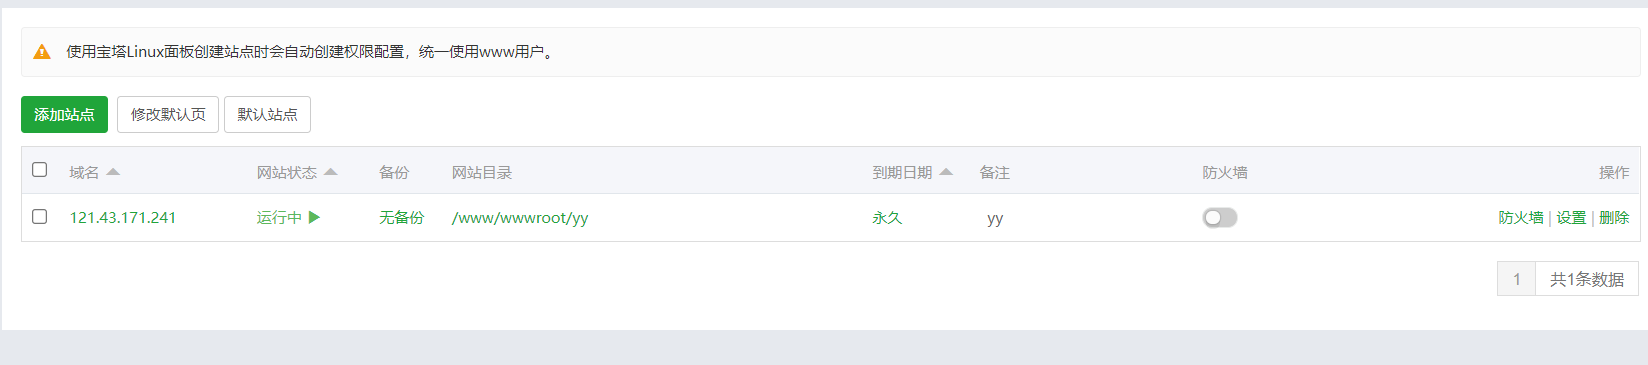 使用宝塔Linux面板创建站点时会自动创建权限配置，统一使用www用户。
添加站点 修改默认页 默认站点
域名 网站状态 备份 网站目录 到期日期 备注 防火墙 操作
121.43.171.241 运行中 无备份 /www/wwwroot/yy 永久 yy 防火墙 | 设置 | 删除
1 共1条数据